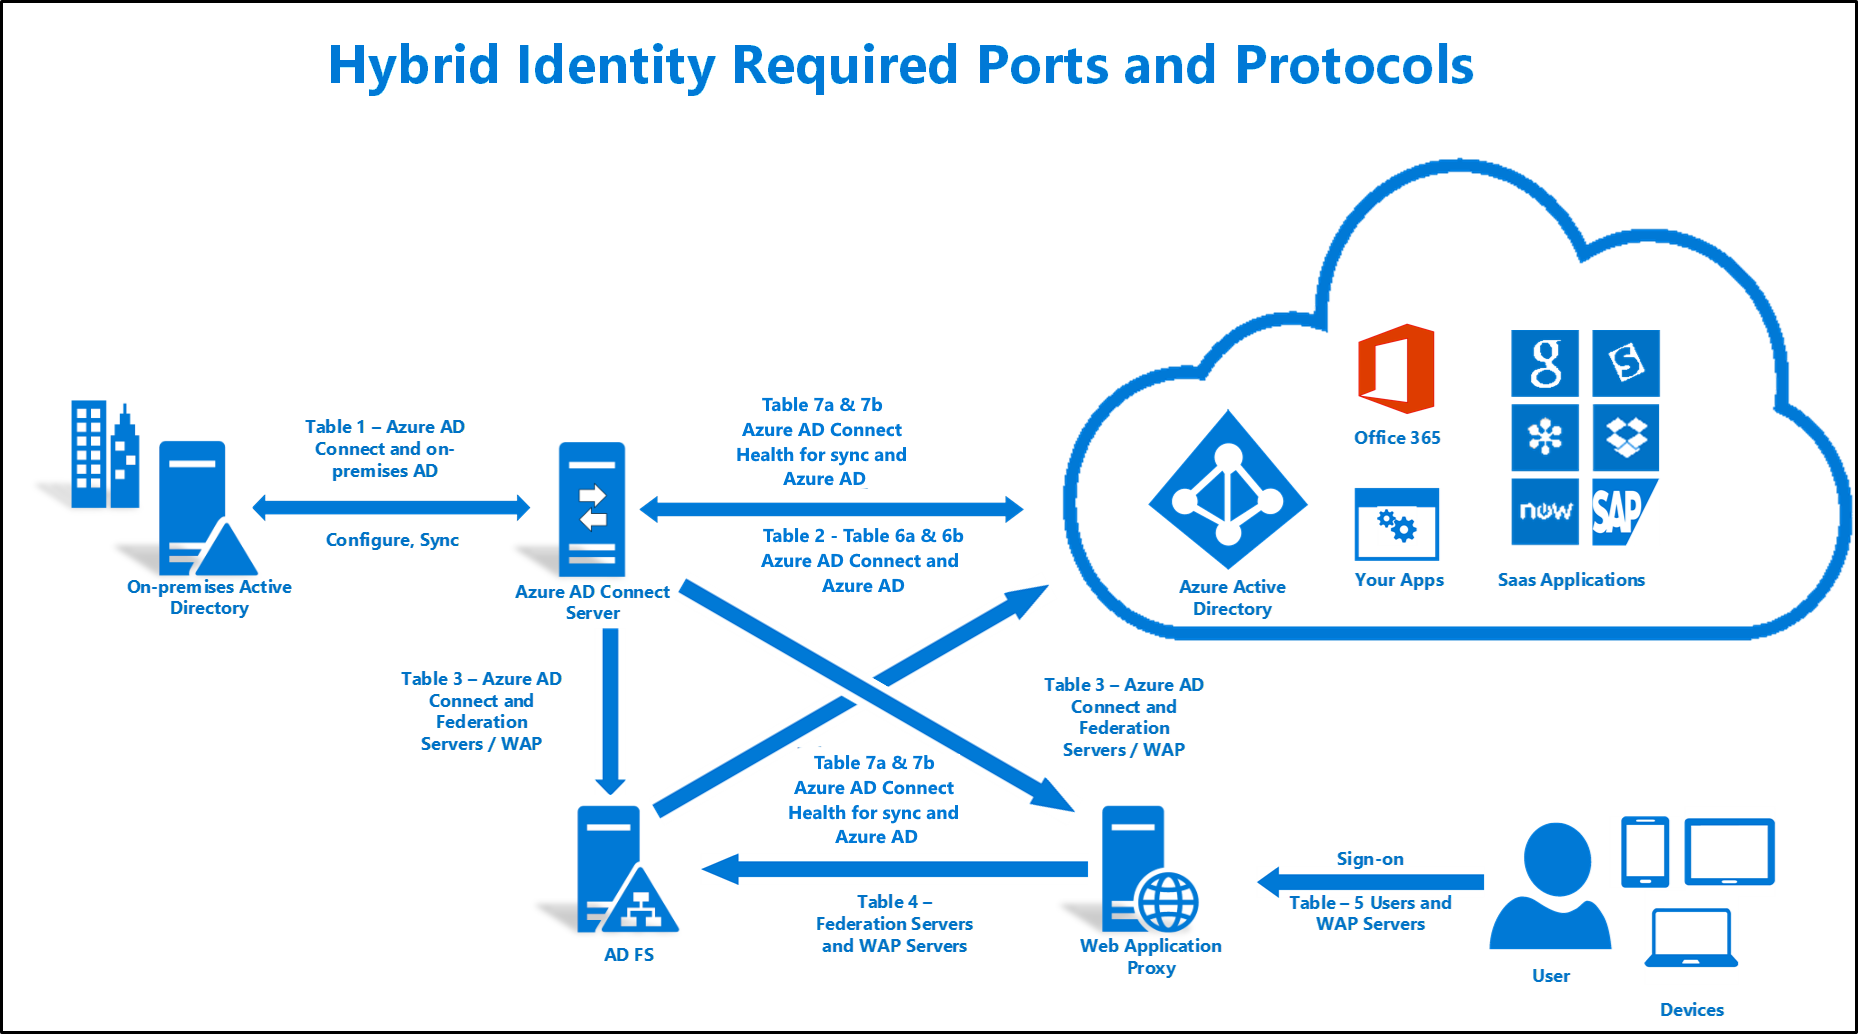 Hybrid Identity Required Ports and Protocols
Table 1 – Azure AD
Connect and on-
premises AD
Configure, Sync
On-premises Active
Directory
Azure AD Connect
Server
Table 7a & 7b
Azure AD Connect
Health for sync and
Azure AD
Table 2 - Table 6a & 6b
Azure AD Connect and
Azure AD
Azure Active
Directory
Office 365
Your Apps
g
S
now
SAP
Saas Applications
Table 3 – Azure AD
Connect and
Federation
Servers / WAP
Table 3 – Azure AD
Connect and
Federation
Servers / WAP
Table 7a & 7b
Azure AD Connect
Health for sync and
Azure AD
Table 4 –
Federation Servers
and WAP Servers
AD FS
Web Application
Proxy
Sign-on
Table – 5 Users and
WAP Servers
User
Devices